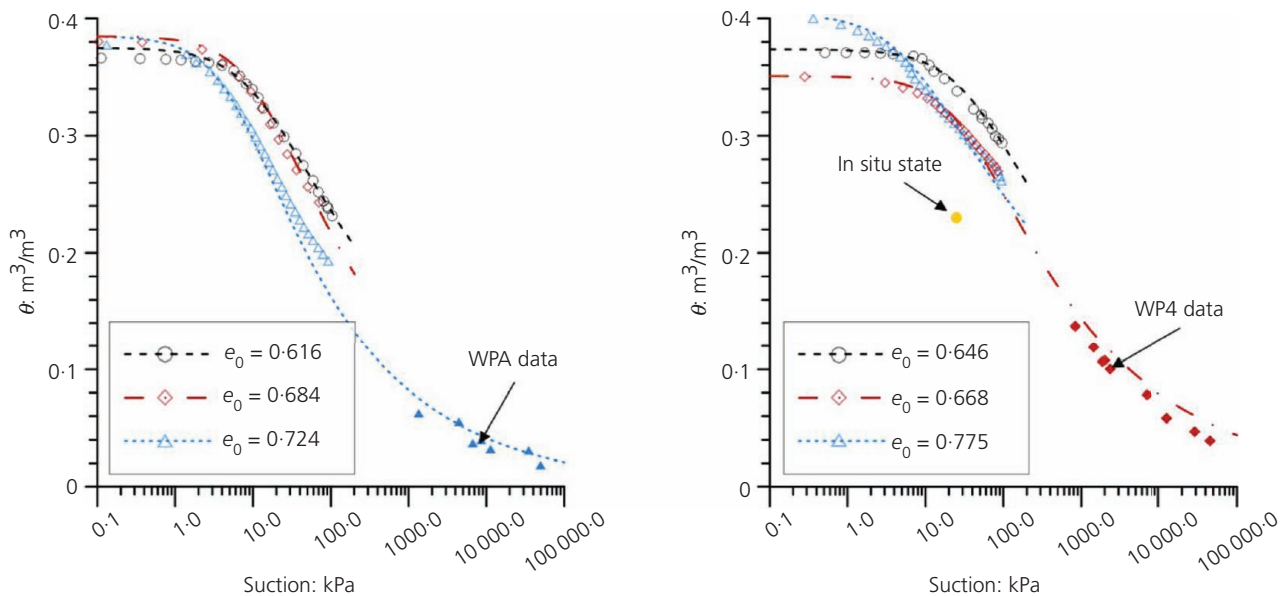 0·4
0·3
0·2
0·1
0
θ: m³/m³
e₀ = 0·616
e₀ = 0·684
e₀ = 0·724
WPA data
0·1
1·0
10·0
100·0
1000·0
10 000·0
100 000·0
Suction: kPa
0·4
0·3
0·2
0·1
0
θ: m³/m³
In situ state
WP4 data
e₀ = 0·646
e₀ = 0·668
e₀ = 0·775
0·1
1·0
10·0
100·0
1000·0
10 000·0
100 000·0
Suction: kPa